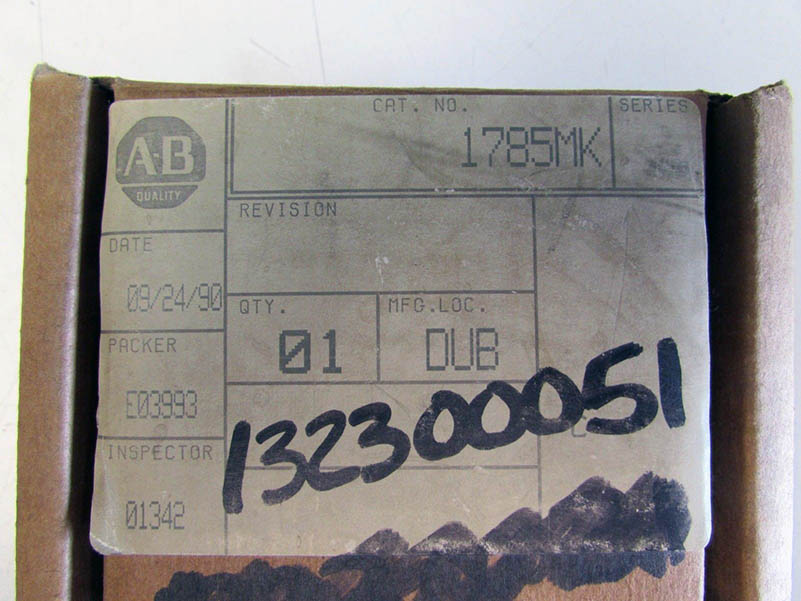 A-B
QUALITY
CAT. NO.
1785MK
SERIES
REVISION
DATE
09/24/90
QTY.
01
MFG.LOC.
DUB
PACKER
E03993
132300051
INSPECTOR
01342